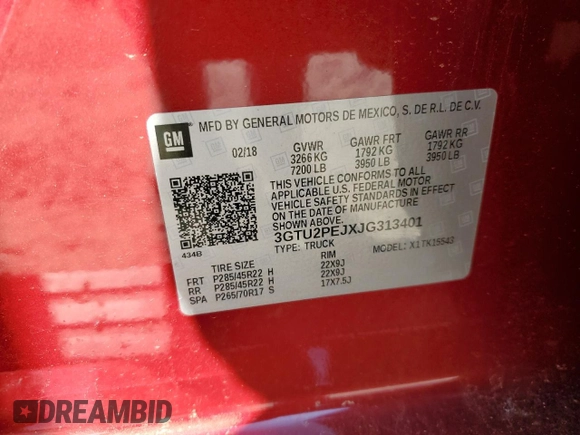 GM
MFD BY GENERAL MOTORS DE MEXICO, S. DE R.L. DE C.V.
02/18
GVWR GAWR FRT GAWR RR
3266 KG 1792 KG 1792 KG
7200 LB 3950 LB 3950 LB
THIS VEHICLE CONFORMS TO ALL
APPLICABLE U.S. FEDERAL MOTOR
VEHICLE SAFETY STANDARDS IN EFFECT
ON THE DATE OF MANUFACTURE
SHOWN ABOVE.
3GTU2PEJXJG313401
TYPE: TRUCK MODEL: X1TK15543
434B
TIRE SIZE RIM
FRT P285/45R22 H 22X9J
RR P285/45R22 H 22X9J
SPA P265/70R17 S 17X7.5J
DREAMBID